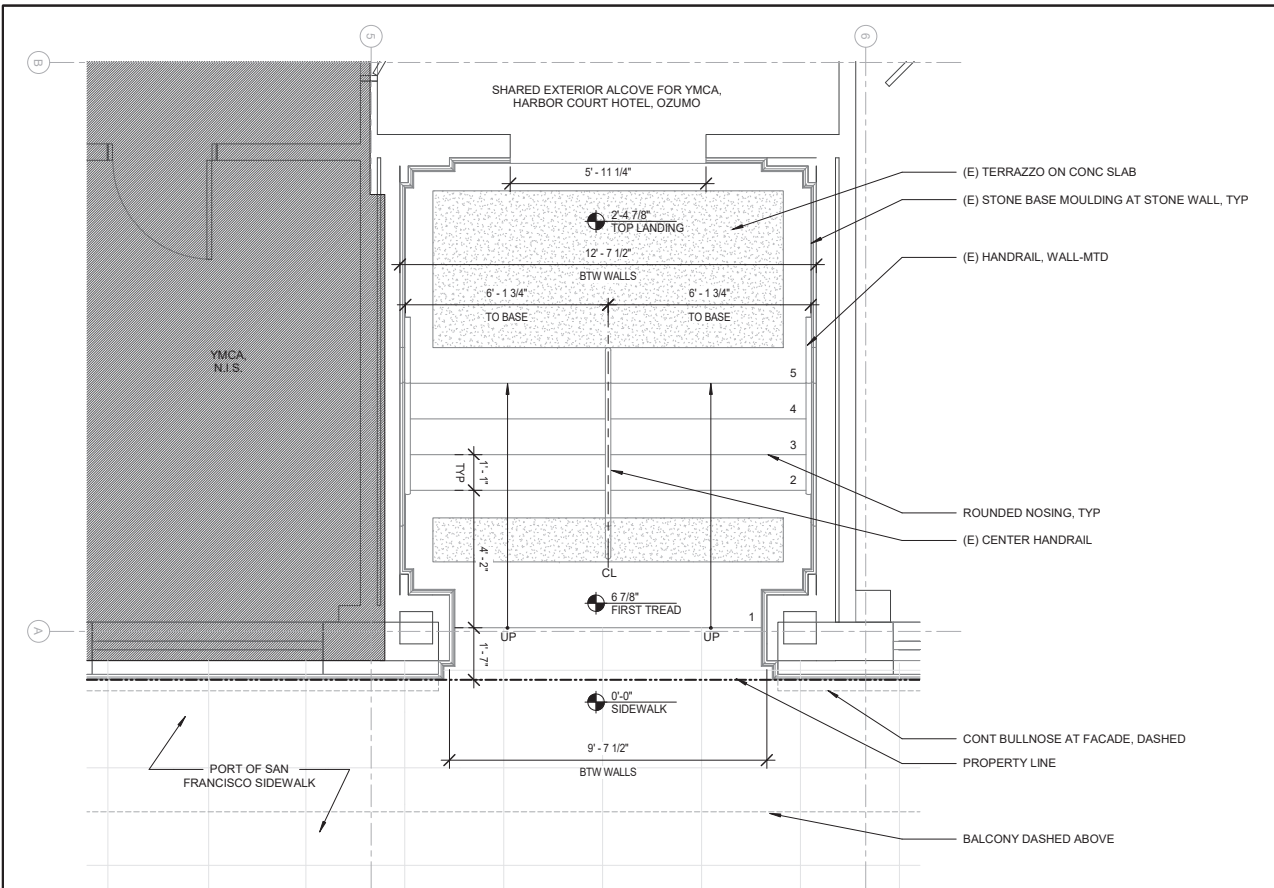 5
6
B
SHARED EXTERIOR ALCOVE FOR YMCA,
HARBOR COURT HOTEL, OZUMO
5' - 11 1/4"
(E) TERRAZZO ON CONC SLAB
(E) STONE BASE MOULDING AT STONE WALL, TYP
2'-4 7/8"
TOP LANDING
12' - 7 1/2"
BTW WALLS
(E) HANDRAIL, WALL-MTD
6' - 1 3/4"
6' - 1 3/4"
TO BASE
TO BASE
YMCA,
N.I.S.
5
4
3
2
1' - 1"
TYP
ROUNDED NOSING, TYP
(E) CENTER HANDRAIL
4' - 2"
CL
6 7/8"
FIRST TREAD
1
A
UP
UP
1' - 7"
0'-0"
SIDEWALK
9' - 7 1/2"
BTW WALLS
CONT BULLNOSE AT FACADE, DASHED
PROPERTY LINE
PORT OF SAN
FRANCISCO SIDEWALK
BALCONY DASHED ABOVE